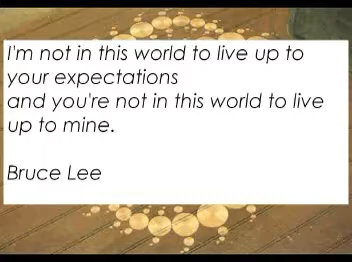 I'm not in this world to live up to
your expectations
and you're not in this world to live
up to mine.
Bruce Lee